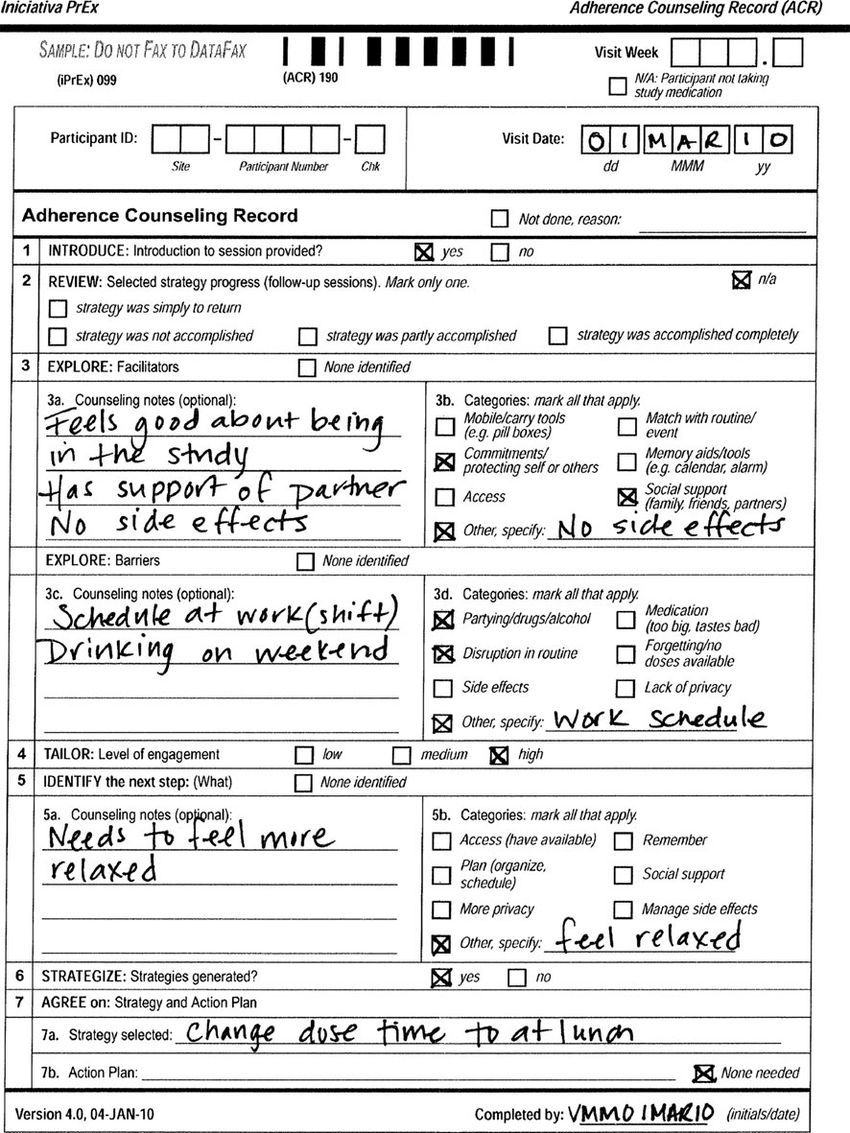 Iniciativa PrEx Adherence Counseling Record (ACR)
SAMPLE: DO NOT FAX TO DATAFAX
(iPrEx) 099
(ACR) 190
Visit Week .
N/A: Participant not taking
study medication
Participant ID: - -
Site Participant Number Chk
Visit Date: 01 MAR 10
dd MMM yy
Adherence Counseling Record
Not done, reason:
1 INTRODUCE: Introduction to session provided? yes no
2 REVIEW: Selected strategy progress (follow-up sessions). Mark only one. n/a
strategy was simply to return
strategy was not accomplished strategy was partly accomplished strategy was accomplished completely
3 EXPLORE: Facilitators None identified
3a. Counseling notes (optional):
Feels good about being
in the study
Has support of partner
No side effects
3b. Categories: mark all that apply.
Mobile/carry tools
(e.g. pill boxes)
Match with routine/
event
Commitments/
protecting self or others
Memory aids/tools
(e.g. calendar, alarm)
Access
Social support
(family, friends, partners)
Other, specify: No side effects
EXPLORE: Barriers None identified
3c. Counseling notes (optional):
Schedule at work (shift)
Drinking on weekend
3d. Categories: mark all that apply.
Partying/drugs/alcohol
Medication
(too big, tastes bad)
Disruption in routine
Forgetting/no
doses available
Side effects Lack of privacy
Other, specify: Work schedule
4 TAILOR: Level of engagement low medium high
5 IDENTIFY the next step: (What) None identified
5a. Counseling notes (optional):
Needs to feel more
relaxed
5b. Categories: mark all that apply.
Access (have available) Remember
Plan (organize,
schedule)
Social support
More privacy Manage side effects
Other, specify: feel relaxed
6 STRATEGIZE: Strategies generated? yes no
7 AGREE on: Strategy and Action Plan
7a. Strategy selected: Change dose time to at lunch
7b. Action Plan: None needed
Version 4.0, 04-JAN-10 Completed by: VMM 01MAR10 (initials/date)